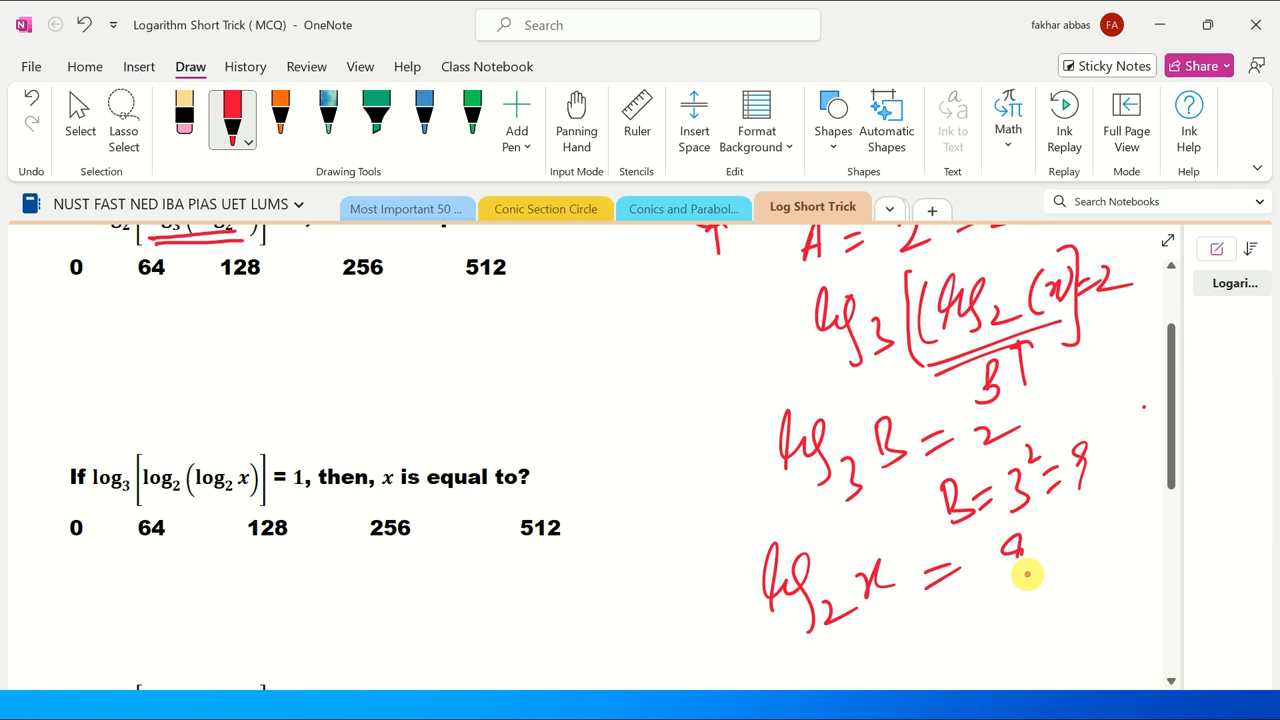 Logarithm Short Trick ( MCQ) - OneNote
Search
fakhar abbas FA
File Home Insert Draw History Review View Help Class Notebook
Sticky Notes Share
Select
Lasso Select
Add Pen
Panning Hand
Ruler
Insert Space
Format Background
Shapes
Automatic Shapes
Ink to Text
Math
Ink Replay
Full Page View
Ink Help
Undo Selection Drawing Tools Input Mode Stencils Edit Shapes Text Replay Mode Help
NUST FAST NED IBA PIAS UET LUMS
Most Important 50 ... Conic Section Circle Conics and Parabol... Log Short Trick
Search Notebooks
Logari...
0 64 128 256 512
A = 2
log₃[(log₂(x)]=2
B
log₃ B = 2
B = 3² = 9
log₂ x = 9
If log₃[log₂(log₂ x)] = 1, then, x is equal to?
0 64 128 256 512